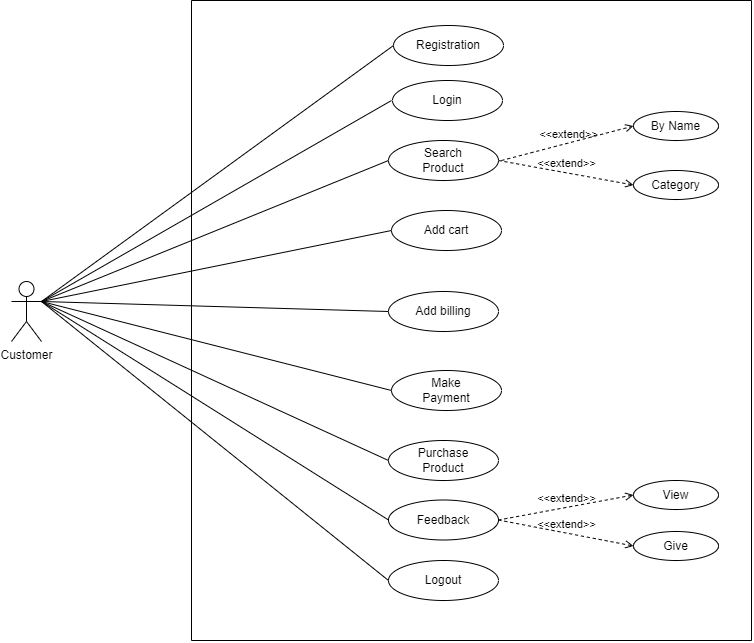 Registration
Login
Search
Product
<<extend>>
By Name
<<extend>>
Category
Add cart
Customer
Add billing
Make
Payment
Purchase
Product
Feedback
<<extend>>
View
<<extend>>
Give
Logout